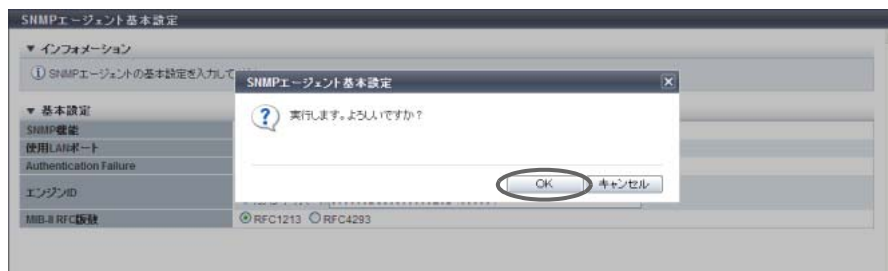 SNMPエージェント基本設定
▼ インフォメーション
SNMPエージェントの基本設定を入力して
SNMPエージェント基本設定
実行します。よろしいですか？
OK キャンセル
▼ 基本設定
SNMP機能
使用LANポート
Authentication Failure
エンジンID
MIB-II RFC版数
RFC1213 RFC4293